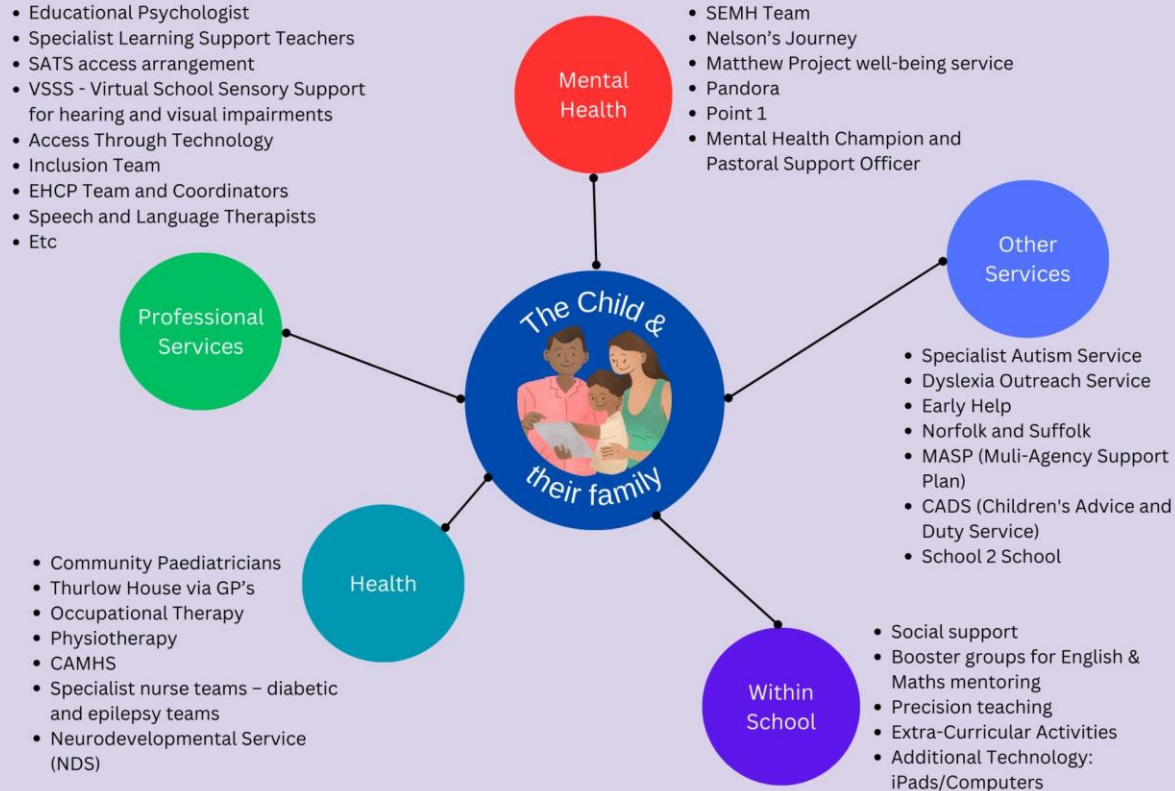 • Educational Psychologist
• Specialist Learning Support Teachers
• SATS access arrangement
• VSSS - Virtual School Sensory Support
for hearing and visual impairments
• Access Through Technology
• Inclusion Team
• EHCP Team and Coordinators
• Speech and Language Therapists
• Etc
Professional
Services
Mental
Health
• SEMH Team
• Nelson's Journey
• Matthew Project well-being service
• Pandora
• Point 1
• Mental Health Champion and
Pastoral Support Officer
Other
Services
• Specialist Autism Service
• Dyslexia Outreach Service
• Early Help
• Norfolk and Suffolk
• MASP (Muli-Agency Support
Plan)
• CADS (Children's Advice and
Duty Service)
• School 2 School
The Child &
their family
Health
• Community Paediatricians
• Thurlow House via GP's
• Occupational Therapy
• Physiotherapy
• CAMHS
• Specialist nurse teams – diabetic
and epilepsy teams
• Neurodevelopmental Service
(NDS)
Within
School
• Social support
• Booster groups for English &
Maths mentoring
• Precision teaching
• Extra-Curricular Activities
• Additional Technology:
iPads/Computers